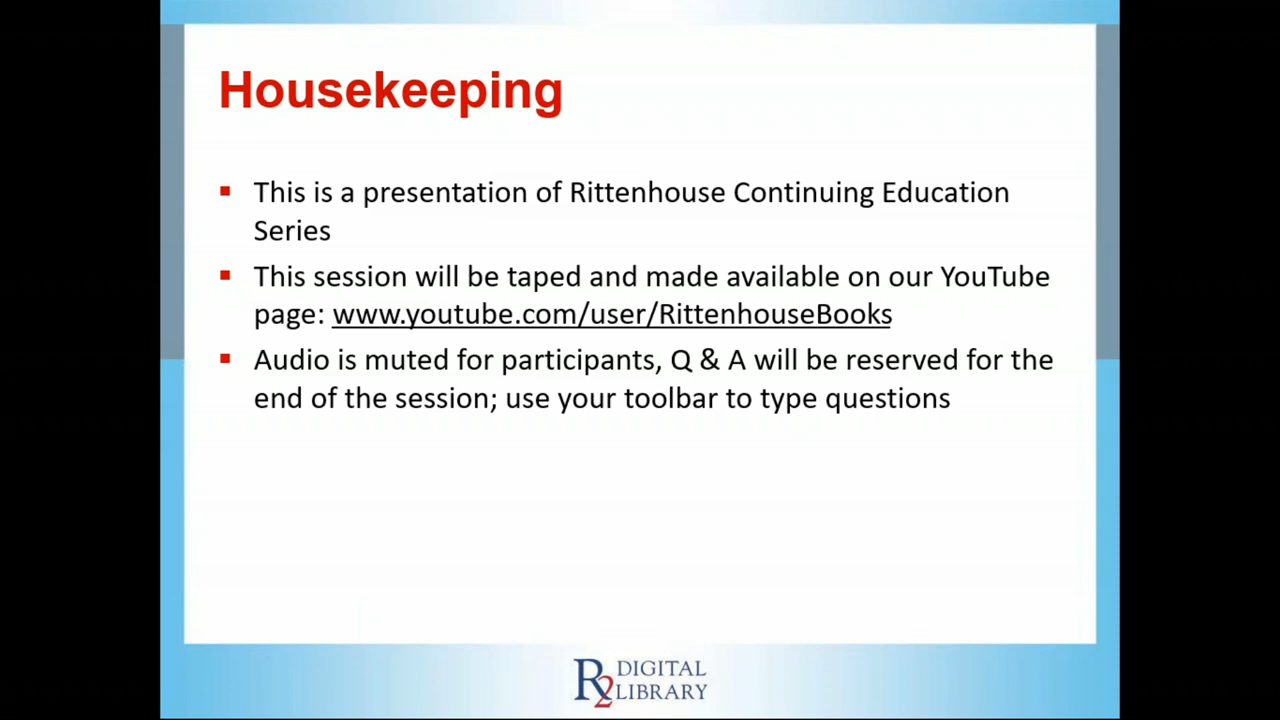 Housekeeping
This is a presentation of Rittenhouse Continuing Education
Series
This session will be taped and made available on our YouTube
page: www.youtube.com/user/RittenhouseBooks
Audio is muted for participants, Q & A will be reserved for the
end of the session; use your toolbar to type questions
R2 DIGITAL
LIBRARY